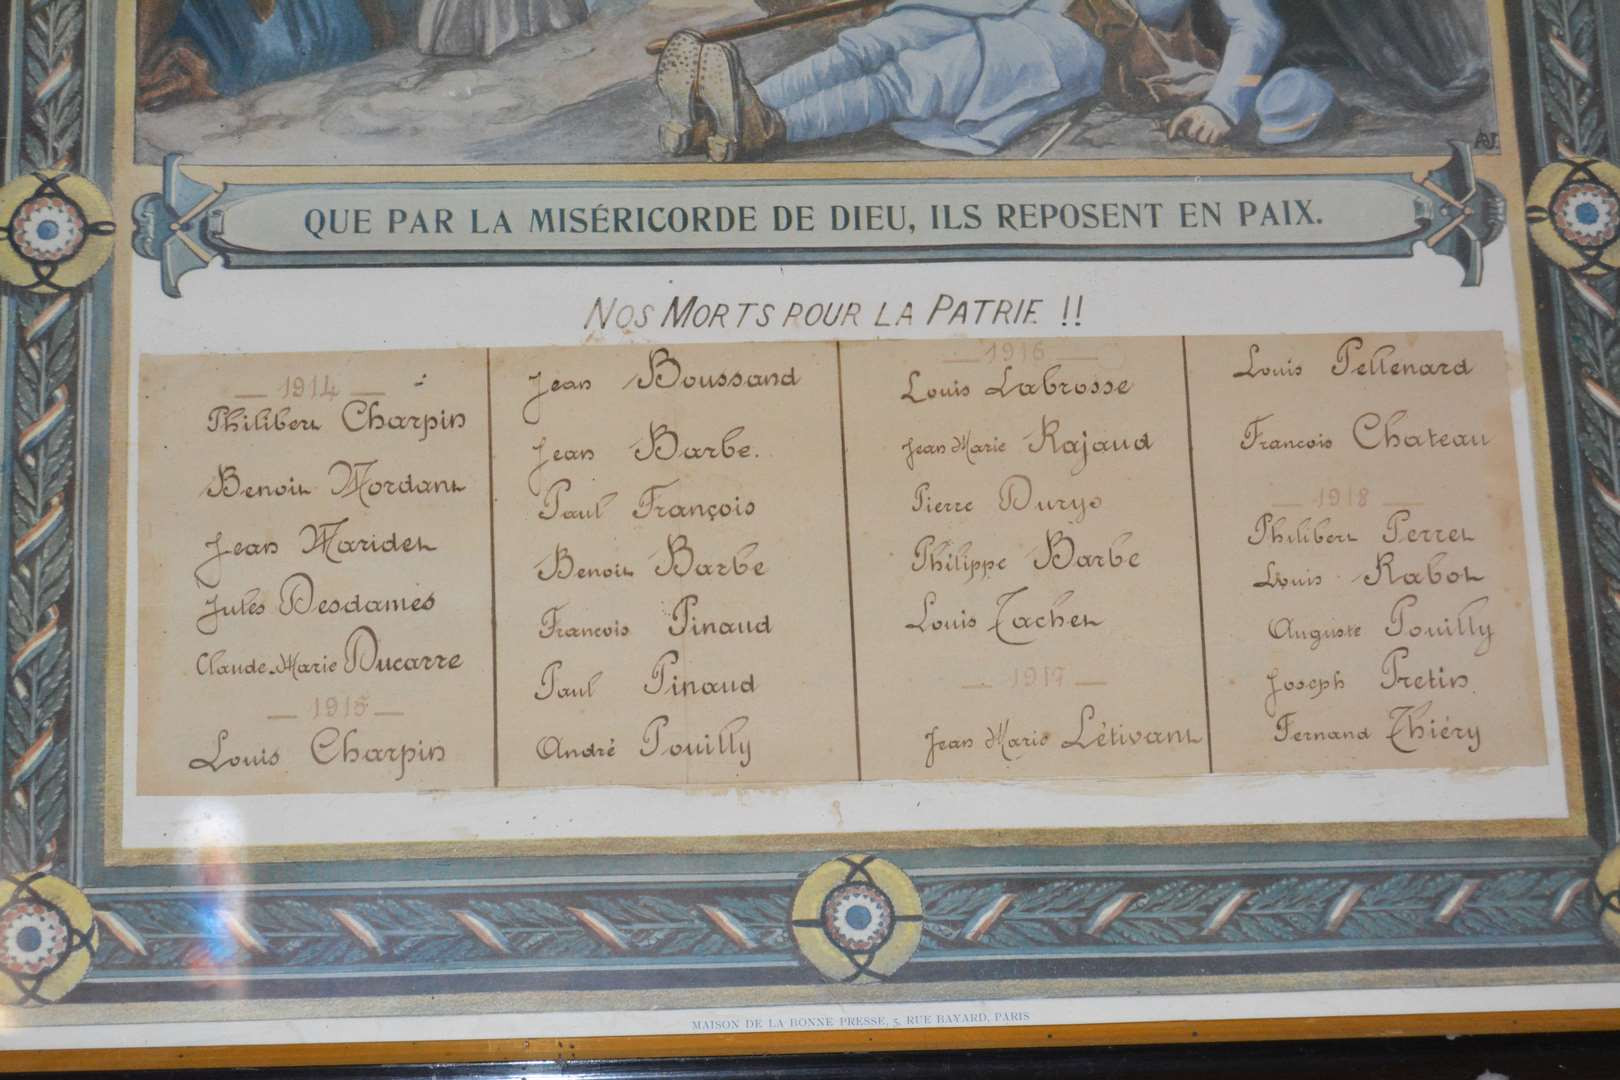 AJ.
QUE PAR LA MISÉRICORDE DE DIEU, ILS REPOSENT EN PAIX.
NOS MORTS POUR LA PATRIE !!
— 1914 —
Philibert Charpin
Benoit Mordant
Jean Maridet
Jules Desdames
Claude-Marie Ducarre
— 1915 —
Louis Charpin
Jean Boussand
Jean Barbe.
Paul François
Benoit Barbe
Francois Pinaud
Paul Pinaud
André Pouilly
— 1916 —
Louis Labrosse
Jean Marie Rajaud
Pierre Durye
Philippe Barbe
Louis Tachet
— 1917 —
Jean Marie Létivant
Louis Pellenard
Francois Chateau
— 1918 —
Philibert Perret
Louis Rabot
Auguste Pouilly
Joseph Pretin
Fernand Thiéry
MAISON DE LA BONNE PRESSE, 5, RUE BAYARD, PARIS